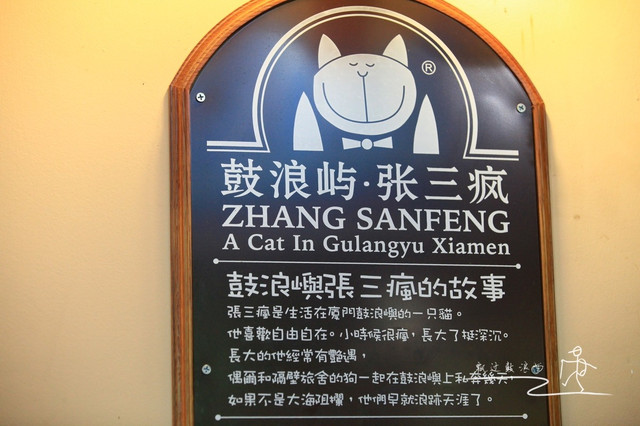 ®
鼓浪屿·张三疯
ZHANG SANFENG
A Cat In Gulangyu Xiamen
鼓浪嶼張三瘋的故事
張三瘋是生活在廈門鼓浪嶼的一只貓。
他喜歡自由自在。小時候很瘋，長大了挺深沉。
長大的他經常有艷遇，
偶爾和隔壁旅舍的狗一起在鼓浪嶼上私奔幾天，
如果不是大海阻攔，他們早就浪跡天涯了。